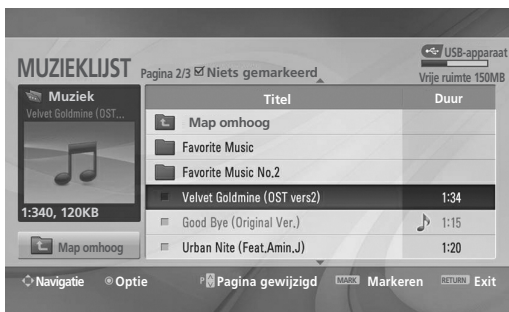 USB-apparaat
MUZIEKLIJST Pagina 2/3 Niets gemarkeerd
Vrije ruimte 150MB
Muziek
Velvet Goldmine (OST...
1:340, 120KB
Map omhoog
Titel Duur
Map omhoog
Favorite Music
Favorite Music No.2
Velvet Goldmine (OST vers2) 1:34
Good Bye (Original Ver.) 1:15
Urban Nite (Feat.Amin.J) 1:20
Navigatie Optie P Pagina gewijzigd MARK Markeren RETURN Exit